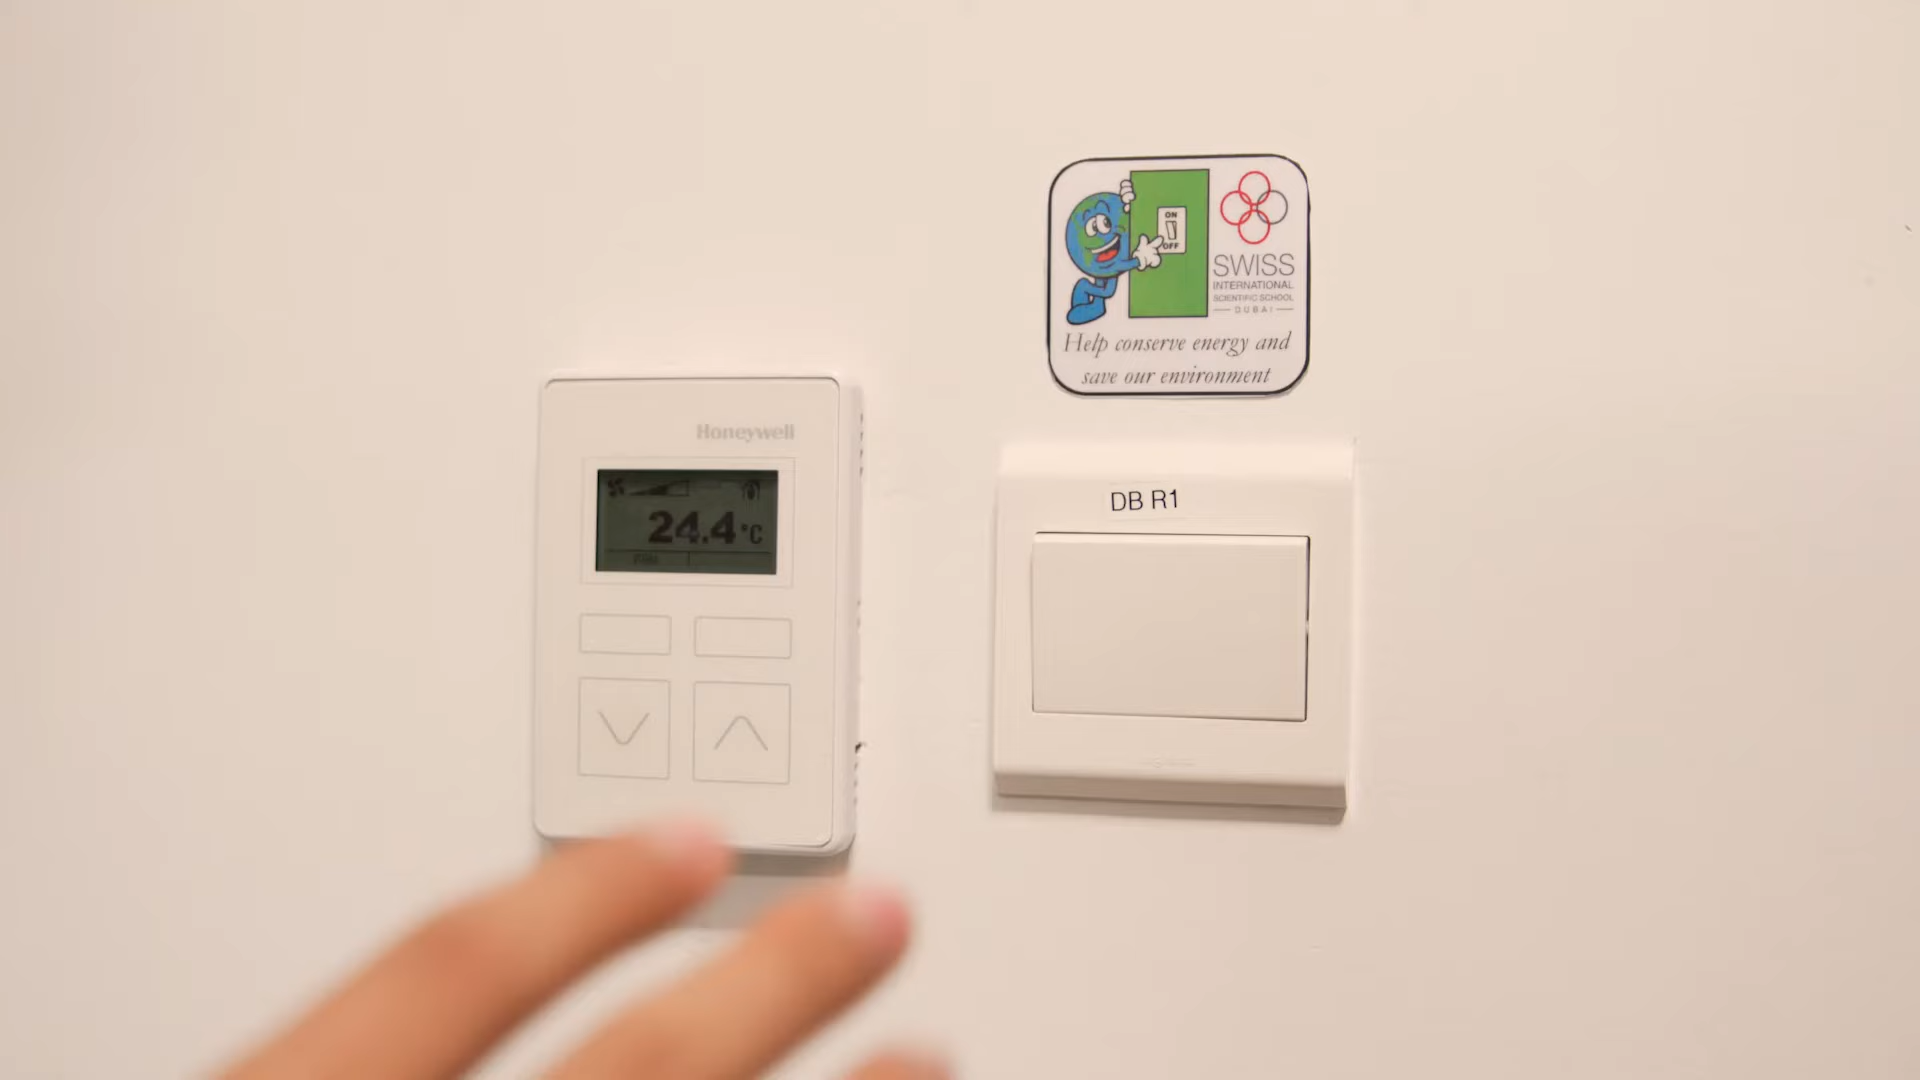 ON
OFF
SWISS
INTERNATIONAL
SCIENTIFIC SCHOOL
DUBAI
Help conserve energy and
save our environment
Honeywell
24.4 °C
DB R1